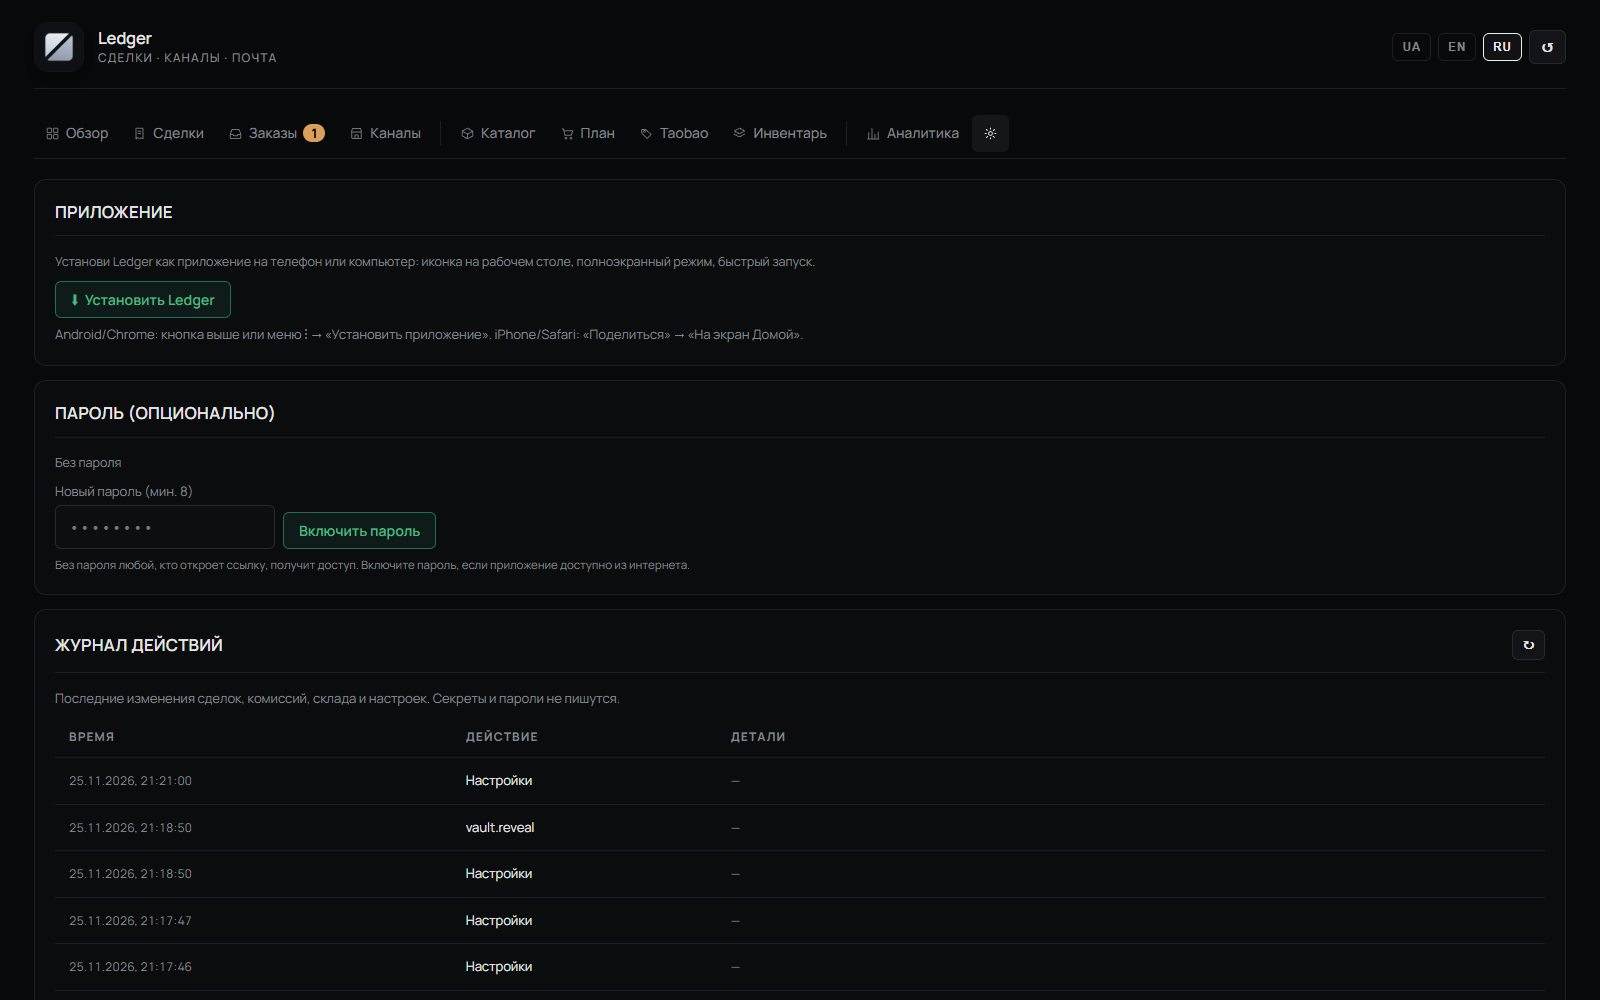 Ledger
СДЕЛКИ · КАНАЛЫ · ПОЧТА
UA EN RU
Обзор Сделки Заказы 1 Каналы Каталог План Taobao Инвентарь Аналитика
ПРИЛОЖЕНИЕ
Установи Ledger как приложение на телефон или компьютер: иконка на рабочем столе, полноэкранный режим, быстрый запуск.
⬇ Установить Ledger
Android/Chrome: кнопка выше или меню ⋮ → «Установить приложение». iPhone/Safari: «Поделиться» → «На экран Домой».
ПАРОЛЬ (ОПЦИОНАЛЬНО)
Без пароля
Новый пароль (мин. 8)
••••••••
Включить пароль
Без пароля любой, кто откроет ссылку, получит доступ. Включите пароль, если приложение доступно из интернета.
ЖУРНАЛ ДЕЙСТВИЙ
Последние изменения сделок, комиссий, склада и настроек. Секреты и пароли не пишутся.
ВРЕМЯ ДЕЙСТВИЕ ДЕТАЛИ
25.11.2026, 21:21:00 Настройки —
25.11.2026, 21:18:50 vault.reveal —
25.11.2026, 21:18:50 Настройки —
25.11.2026, 21:17:47 Настройки —
25.11.2026, 21:17:46 Настройки —